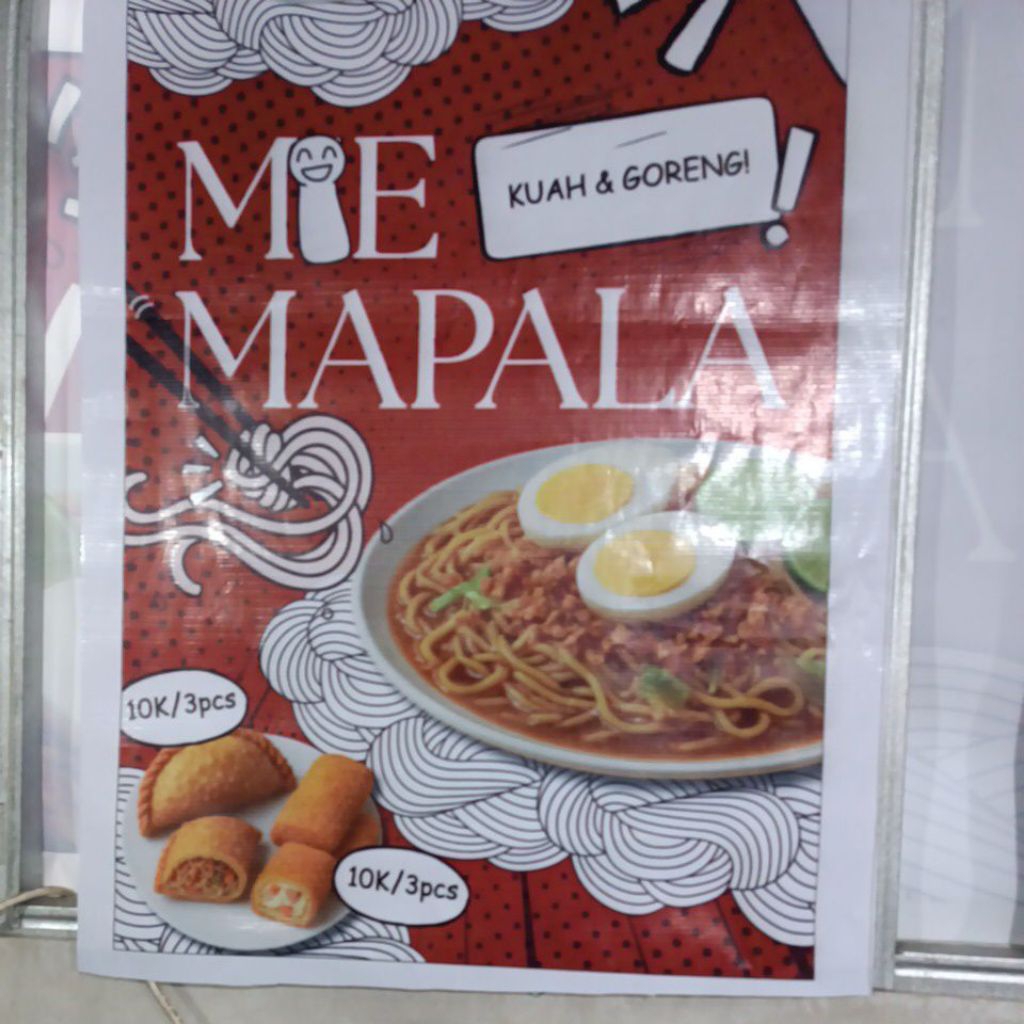 MIE
KUAH & GORENG!
MAPALA
10K/3pcs
10K/3pcs